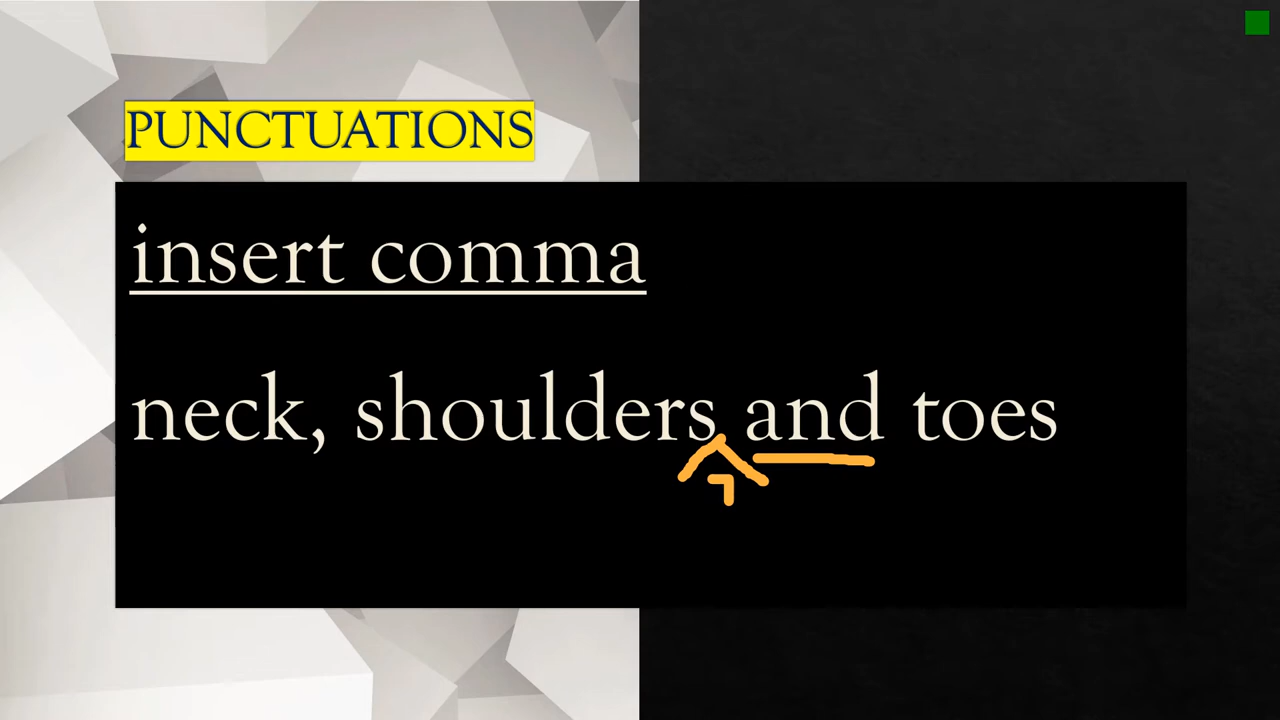 PUNCTUATIONS
insert comma
neck, shoulders and toes
,